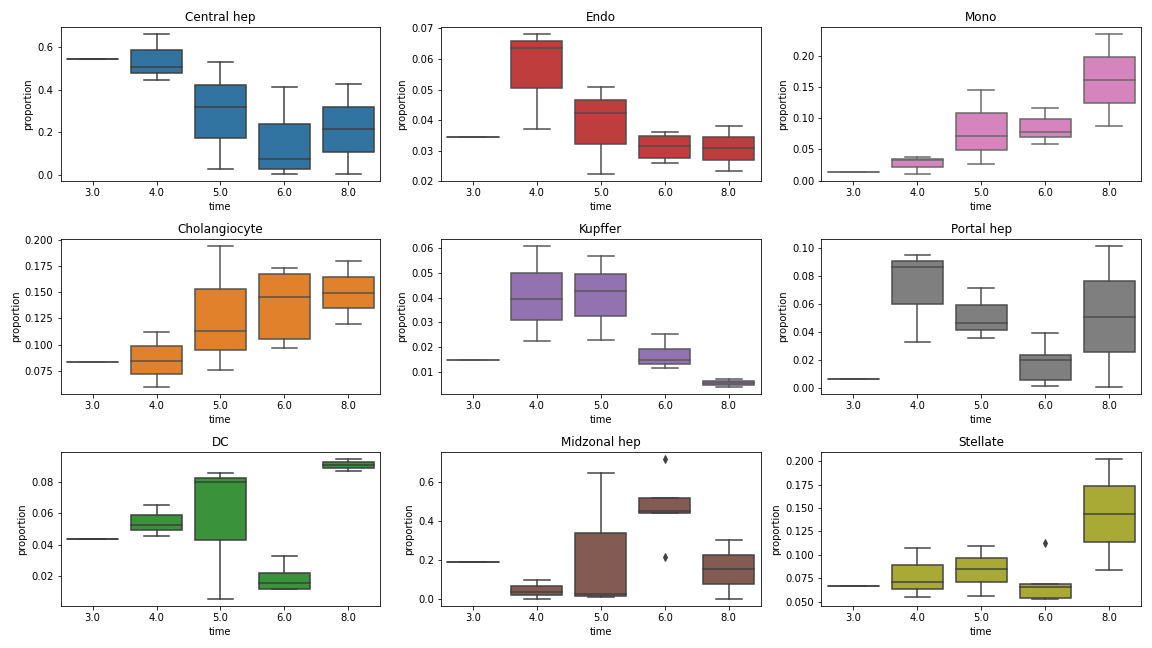 Central hep
proportion
0.6
0.4
0.2
0.0
3.0 4.0 5.0 6.0 8.0
time
Endo
proportion
0.07
0.06
0.05
0.04
0.03
0.02
3.0 4.0 5.0 6.0 8.0
time
Mono
proportion
0.20
0.15
0.10
0.05
0.00
3.0 4.0 5.0 6.0 8.0
time
Cholangiocyte
proportion
0.200
0.175
0.150
0.125
0.100
0.075
3.0 4.0 5.0 6.0 8.0
time
Kupffer
proportion
0.06
0.05
0.04
0.03
0.02
0.01
3.0 4.0 5.0 6.0 8.0
time
Portal hep
proportion
0.10
0.08
0.06
0.04
0.02
0.00
3.0 4.0 5.0 6.0 8.0
time
DC
proportion
0.08
0.06
0.04
0.02
3.0 4.0 5.0 6.0 8.0
time
Midzonal hep
proportion
0.6
0.4
0.2
0.0
3.0 4.0 5.0 6.0 8.0
time
Stellate
proportion
0.200
0.175
0.150
0.125
0.100
0.075
0.050
3.0 4.0 5.0 6.0 8.0
time